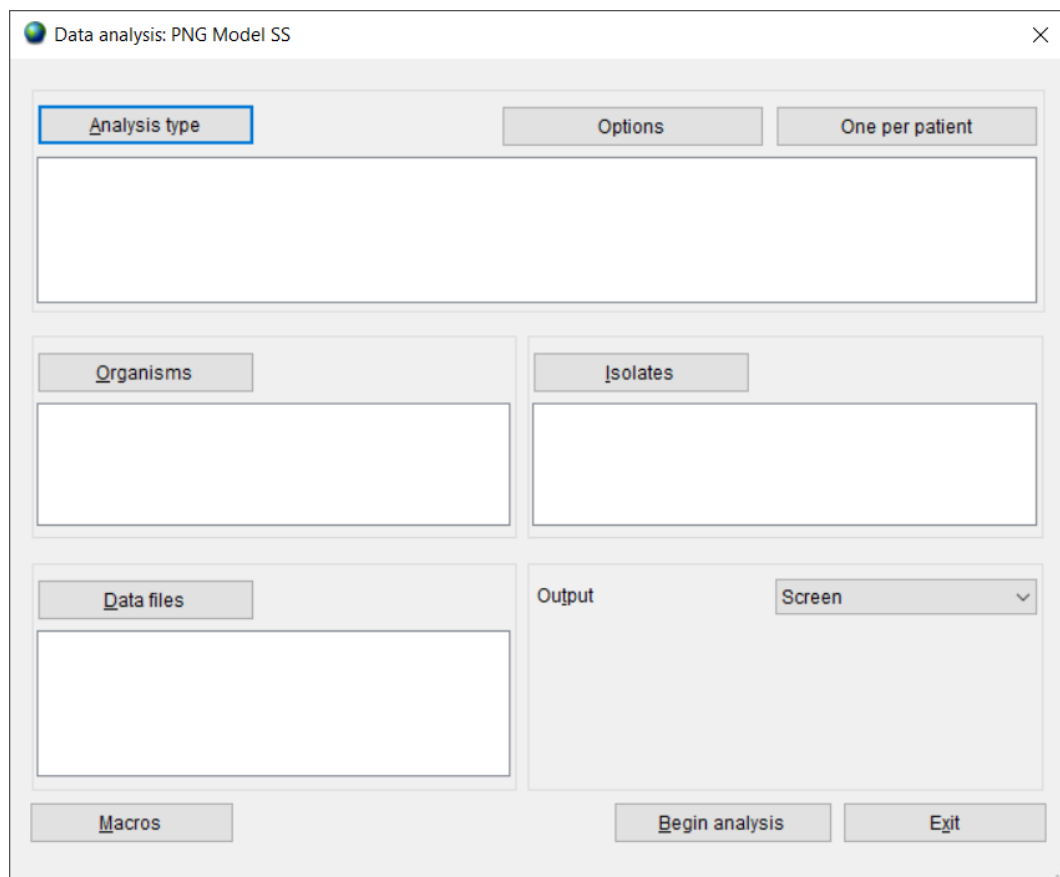 Data analysis: PNG Model SS
Analysis type
Options
One per patient
Organisms
Isolates
Data files
Output
Screen
Macros
Begin analysis
Exit